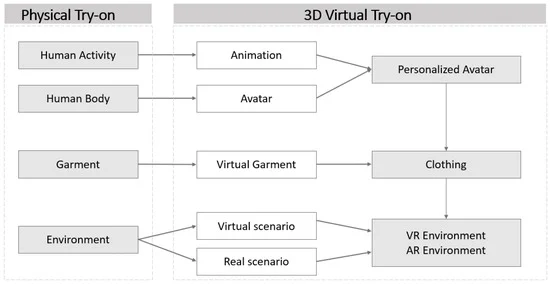 Physical Try-on
3D Virtual Try-on
Human Activity
Animation
Personalized Avatar
Human Body
Avatar
Garment
Virtual Garment
Clothing
Environment
Virtual scenario
Real scenario
VR Environment
AR Environment